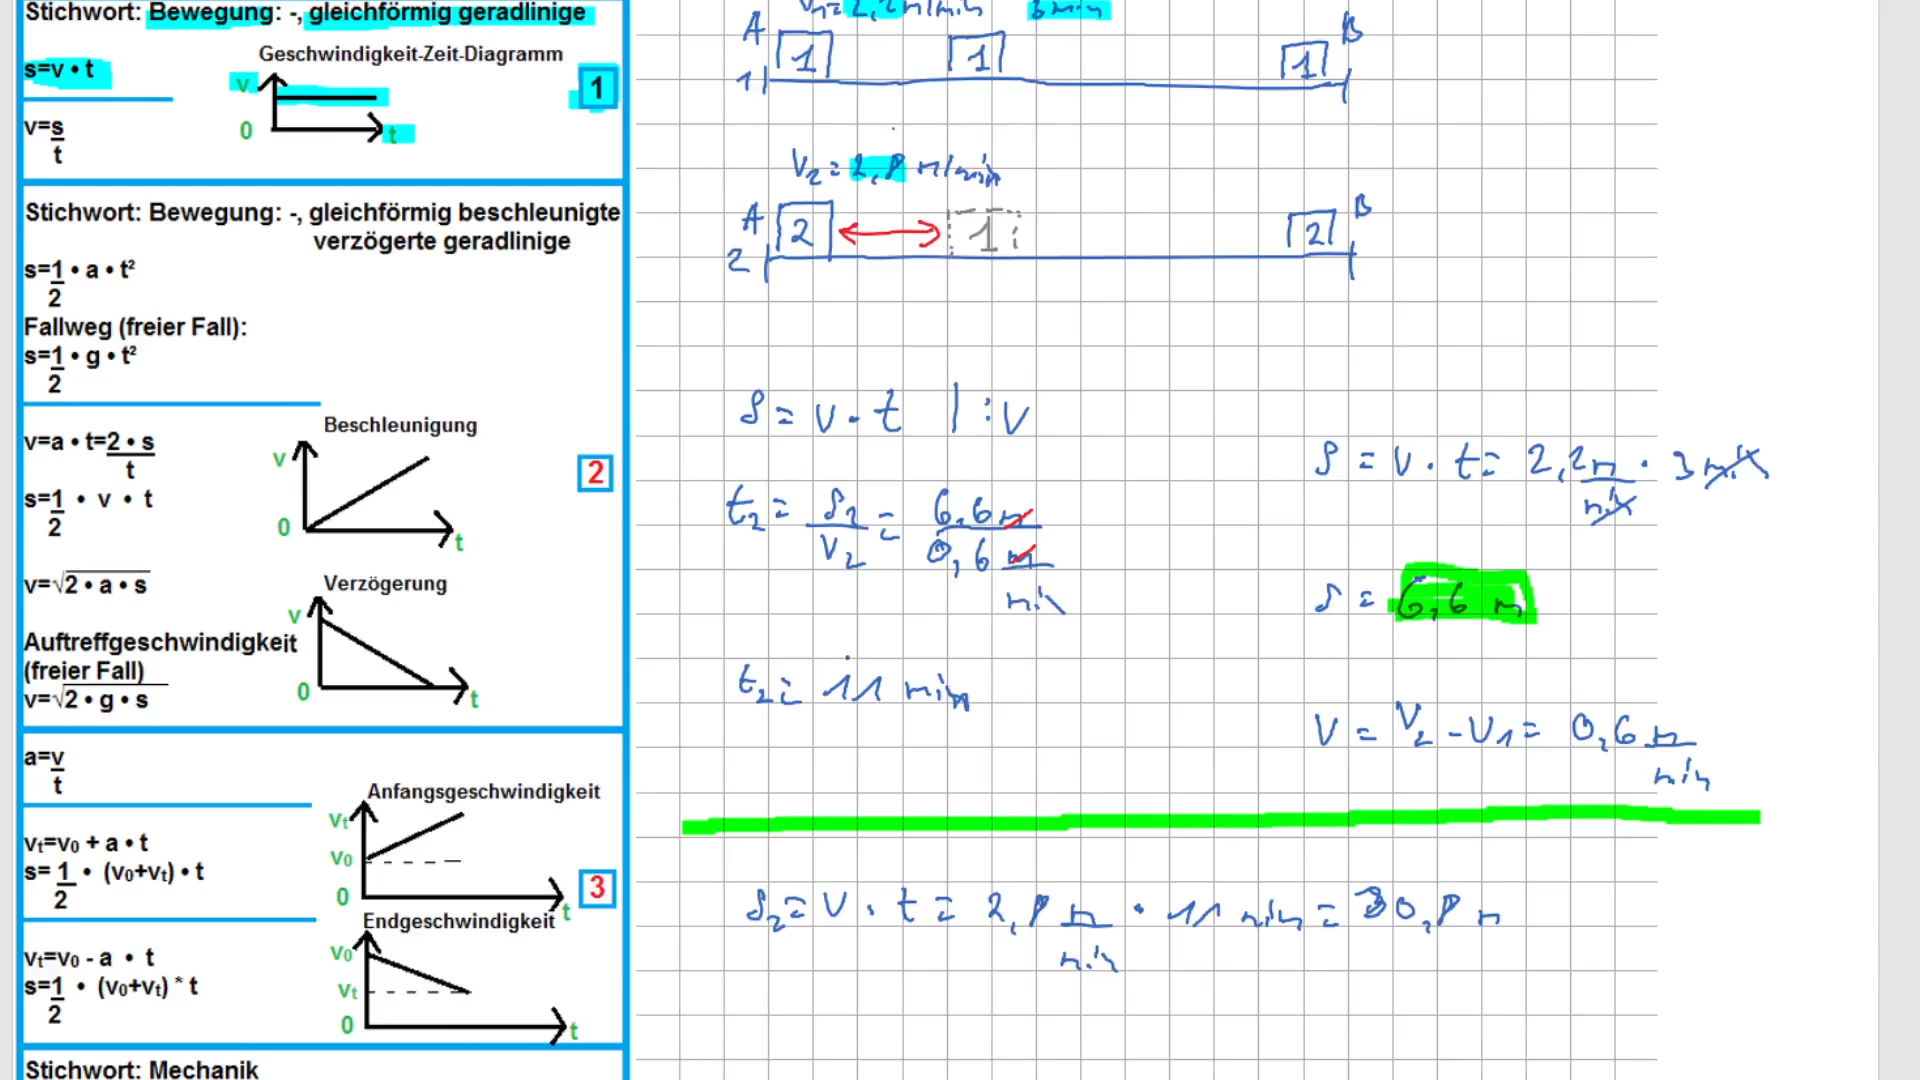 Stichwort: Bewegung: -, gleichförmig geradlinige
Geschwindigkeit-Zeit-Diagramm
s=v • t
v
0
t
1
v=s
t
Stichwort: Bewegung: -, gleichförmig beschleunigte
verzögerte geradlinige
s=1 • a • t²
2
Fallweg (freier Fall):
s=1 • g • t²
2
Beschleunigung
v=a • t=2 • s
t
s=1 • v • t
2
v
0
t
2
v=√2 • a • s
Verzögerung
v
0
t
Auftreffgeschwindigkeit
(freier Fall)
v=√2 • g • s
a=v
t
Anfangsgeschwindigkeit
vt
v0
0
t
vt=v0 + a • t
s= 1 • (v0+vt) • t
2
3
Endgeschwindigkeit
v0
vt
0
t
vt=v0 - a • t
s=1 • (v0+vt) * t
2
Stichwort: Mechanik
V1=2,2m/min 3min
A 1 1 1 B
1
V2=2,8 m/min
A 2 1 2 B
2
s = v · t | : v
t2 = s2 = 6,6 m
V2 0,6 m
min
t2 = 11 min
s = v · t = 2,2 m · 3 min
min
s = 6,6 m
V = V2 - V1 = 0,6 m
min
s2 = v · t = 2,8 m · 11 min = 30,8 m
min